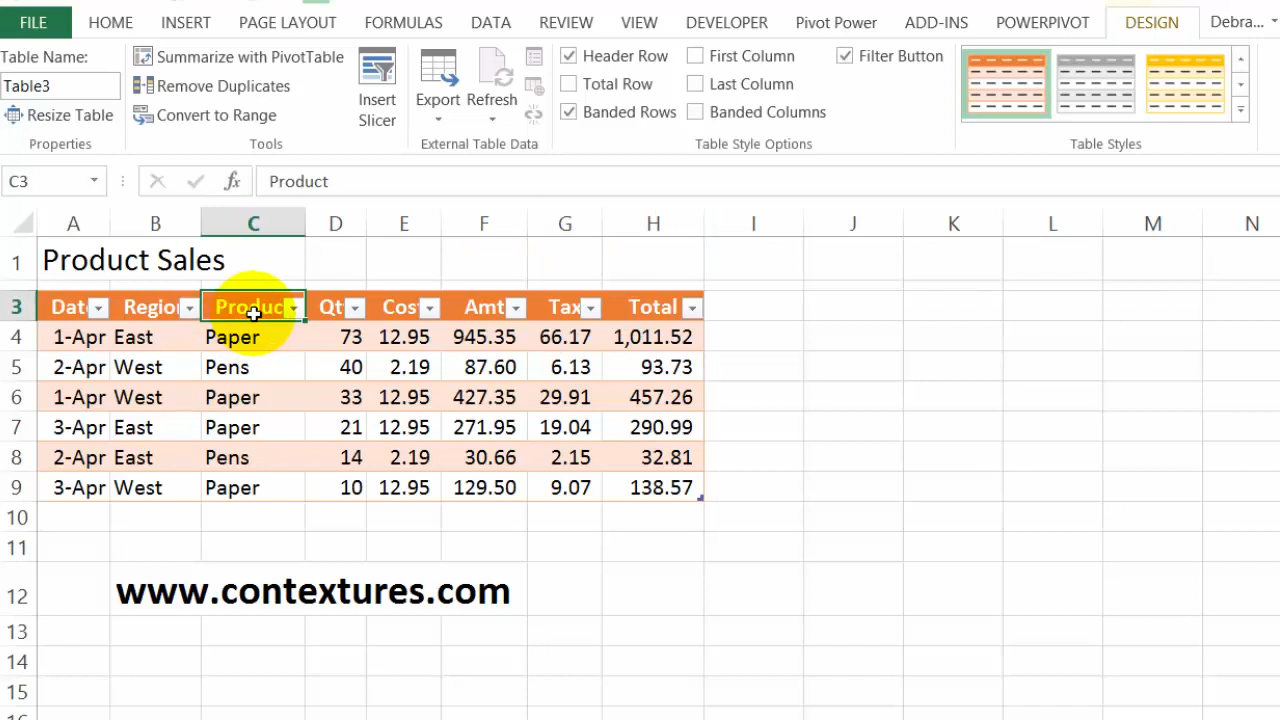 FILE HOME INSERT PAGE LAYOUT FORMULAS DATA REVIEW VIEW DEVELOPER Pivot Power ADD-INS POWERPIVOT DESIGN Debra...
Table Name: Summarize with PivotTable Header Row First Column Filter Button
Table3 Remove Duplicates Insert Slicer Export Refresh Total Row Last Column
Resize Table Convert to Range Banded Rows Banded Columns
Properties Tools External Table Data Table Style Options Table Styles
C3 fx Product
A B C D E F G H I J K L M N
1 Product Sales
3 Dat Regio Produc Qt Cos Amt Tax Total
4 1-Apr East Paper 73 12.95 945.35 66.17 1,011.52
5 2-Apr West Pens 40 2.19 87.60 6.13 93.73
6 1-Apr West Paper 33 12.95 427.35 29.91 457.26
7 3-Apr East Paper 21 12.95 271.95 19.04 290.99
8 2-Apr East Pens 14 2.19 30.66 2.15 32.81
9 3-Apr West Paper 10 12.95 129.50 9.07 138.57
10
11
12 www.contextures.com
13
14
15